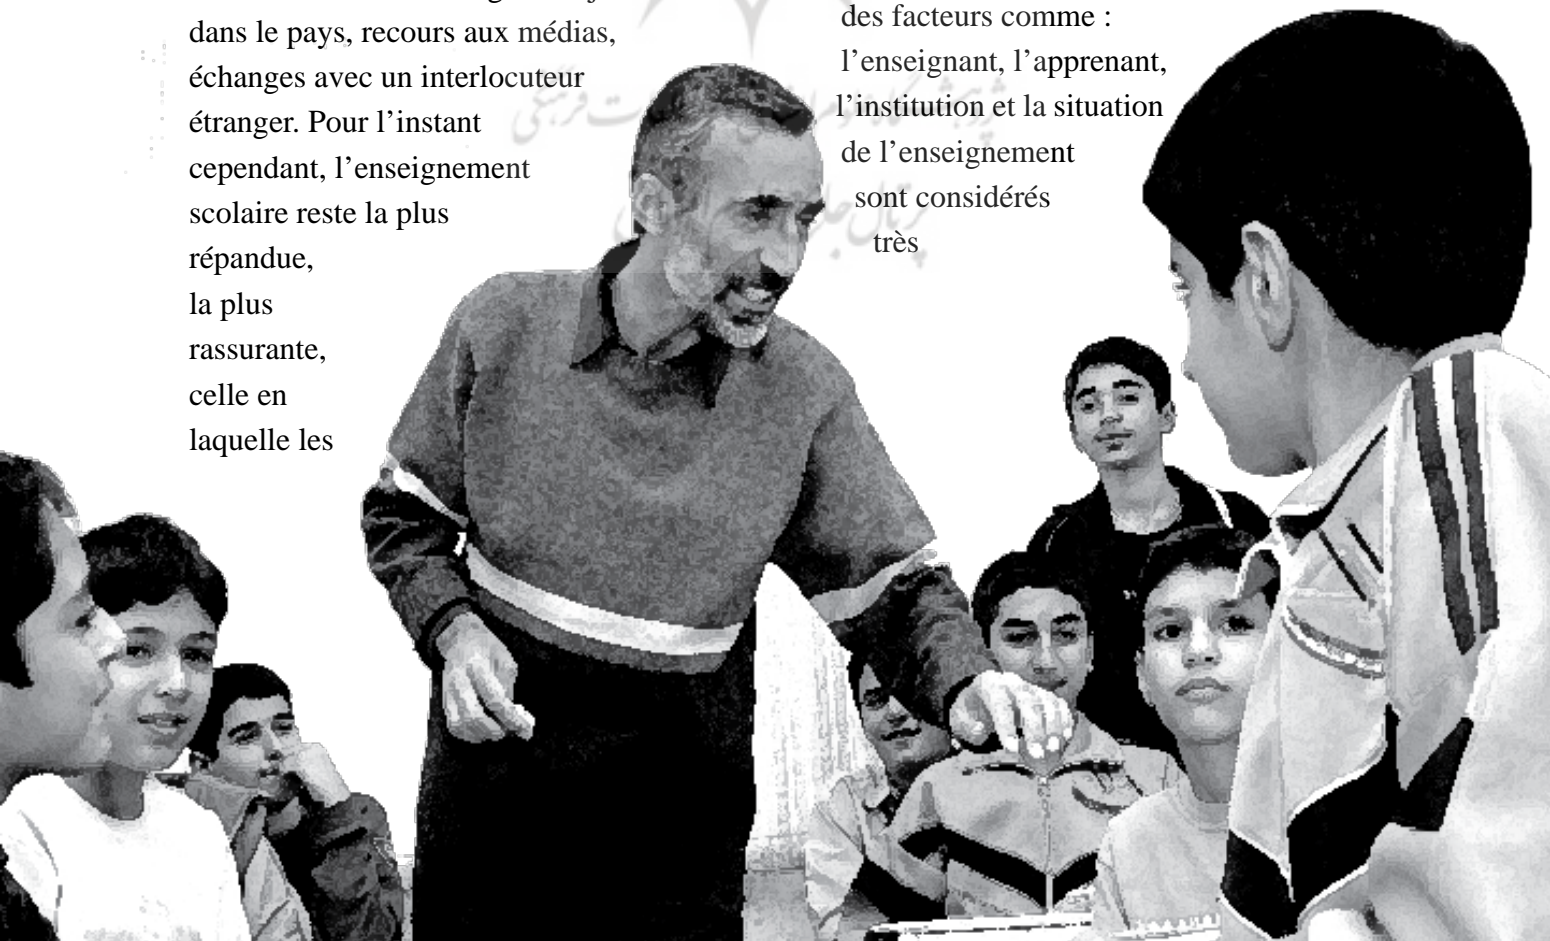 dans le pays, recours aux médias,
échanges avec un interlocuteur
étranger. Pour l’instant
cependant, l’enseignement
scolaire reste la plus
répandue,
la plus
rassurante,
celle en
laquelle les
des facteurs comme :
l’enseignant, l’apprenant,
l’institution et la situation
de l’enseignement
sont considérés
très